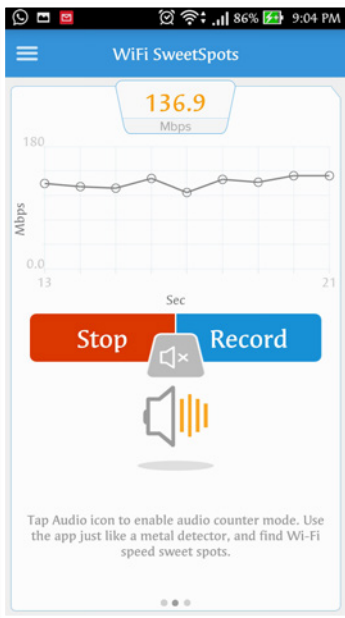 86% 9:04 PM
WiFi SweetSpots
136.9
Mbps
180
Mbps
0.0
13
21
Sec
Stop
Record
Tap Audio icon to enable audio counter mode. Use
the app just like a metal detector, and find Wi-Fi
speed sweet spots.